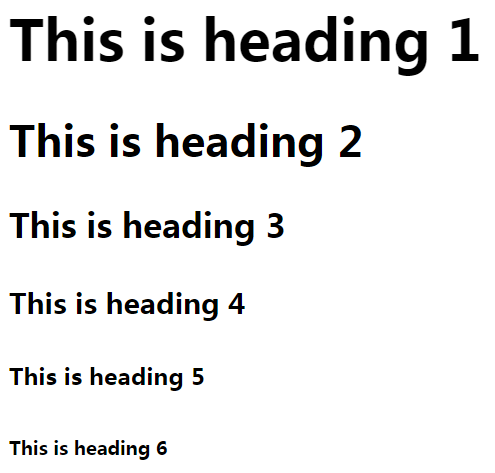 This is heading 1
This is heading 2
This is heading 3
This is heading 4
This is heading 5
This is heading 6